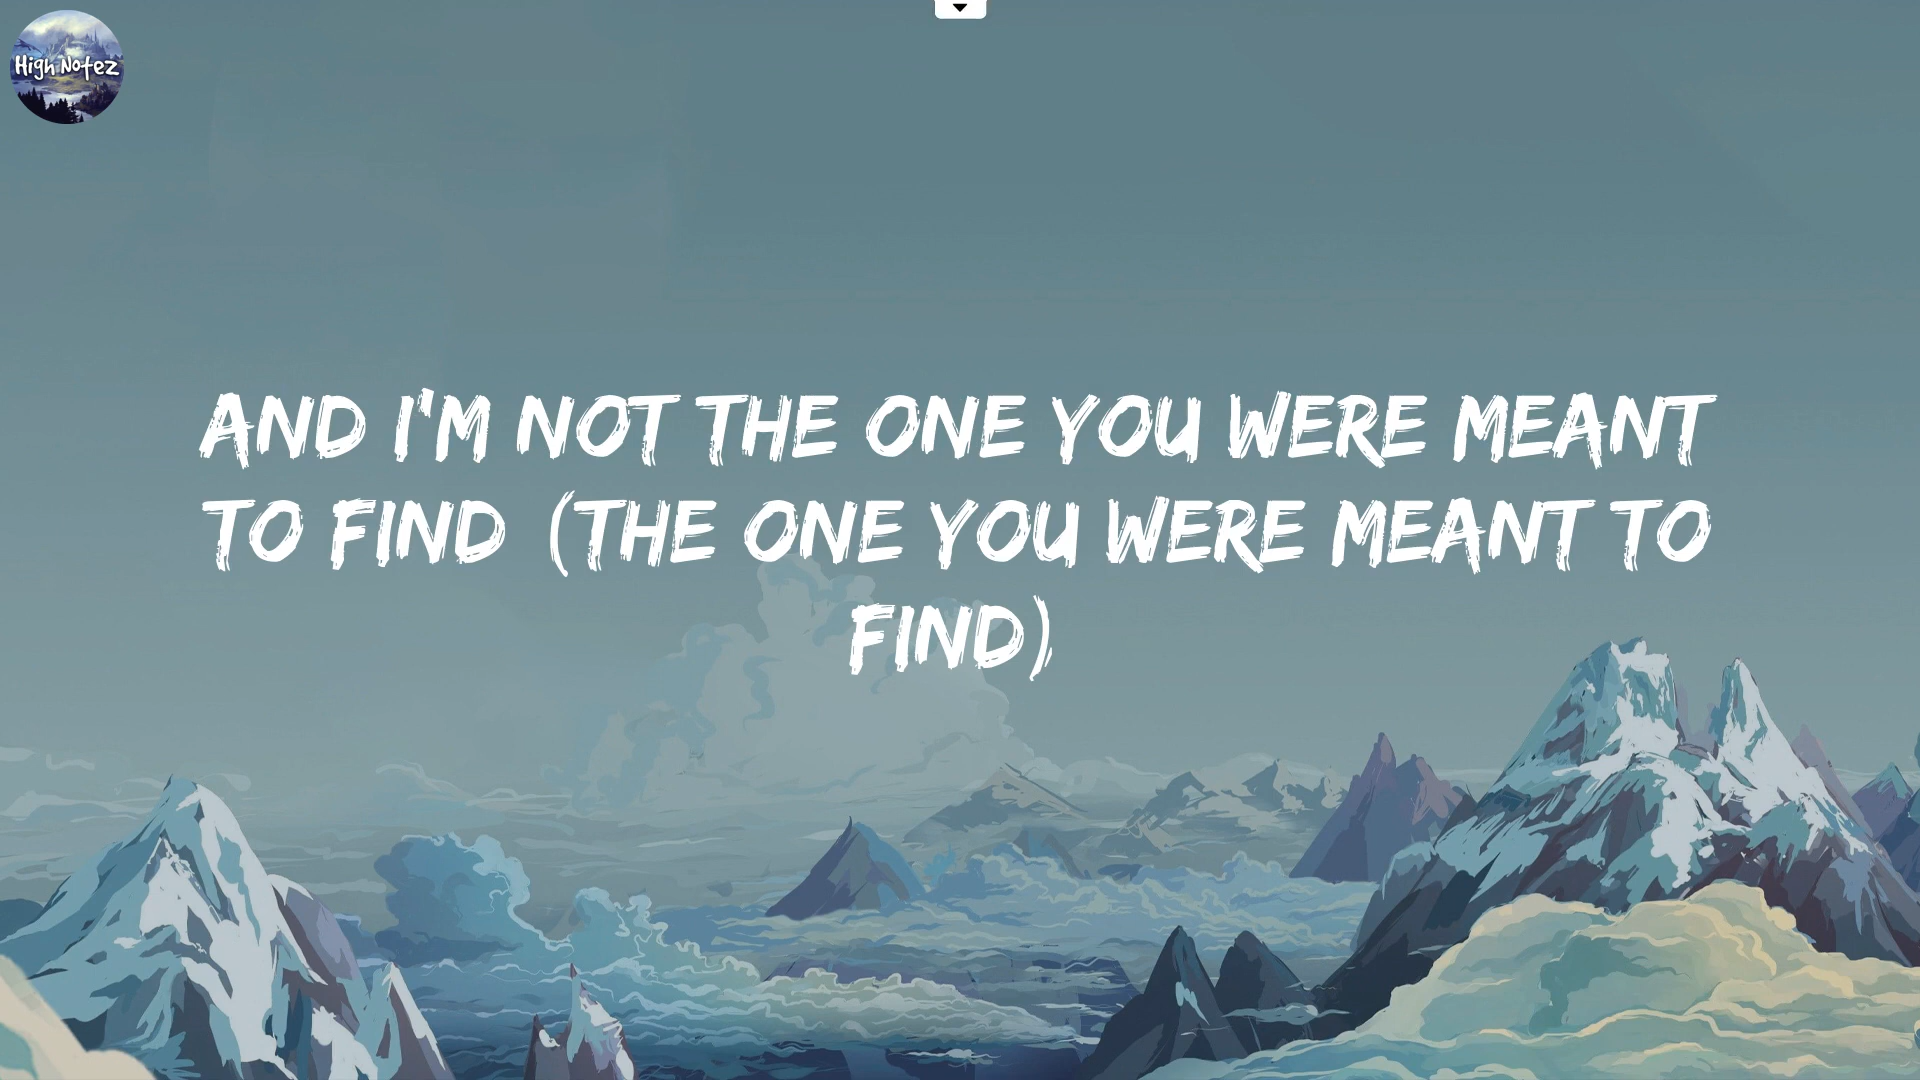 High Notez
AND I'M NOT THE ONE YOU WERE MEANT
TO FIND (THE ONE YOU WERE MEANT TO
FIND)